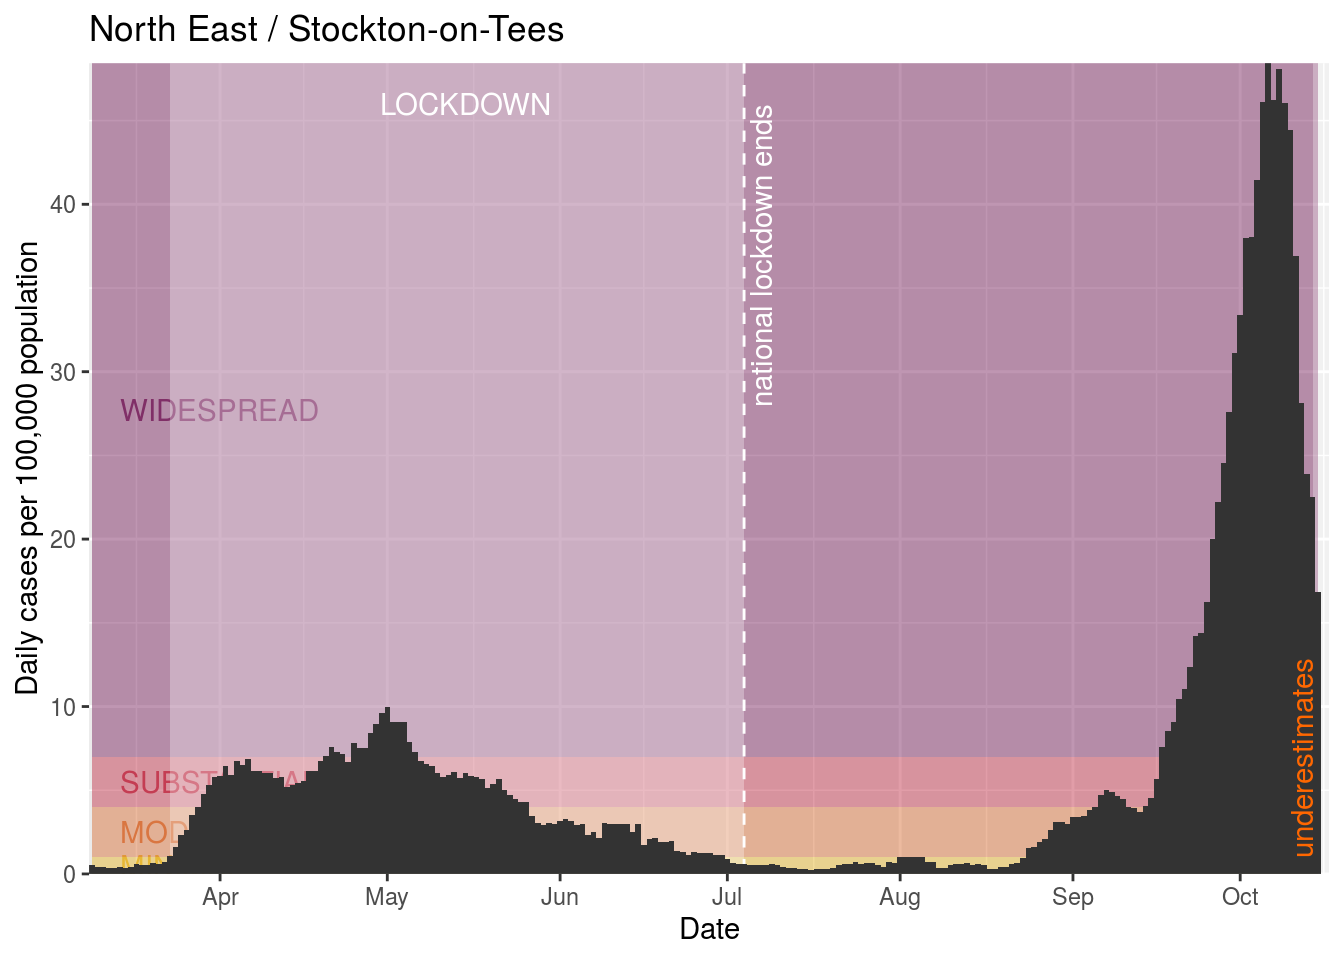 North East / Stockton-on-Tees
LOCKDOWN
national lockdown ends
WIDESPREAD
underestimates
Daily cases per 100,000 population
40
30
20
10
0
Apr
May
Jun
Jul
Aug
Sep
Oct
Date